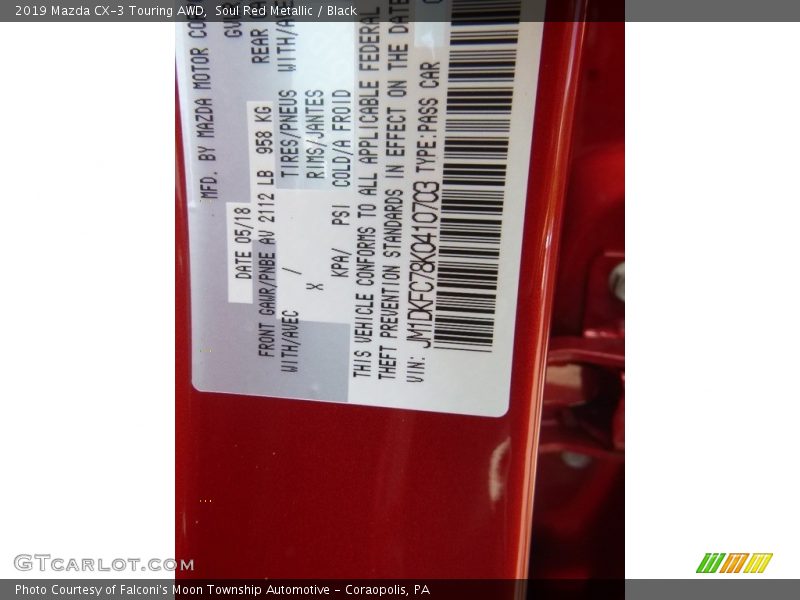 2019 Mazda CX-3 Touring AWD, Soul Red Metallic / Black
MFD. BY MAZDA MOTOR
DATE 05/18
REAR
FRONT GAWR/PNBE AV 2112 LB 958 KG
WITH/AVEC / TIRES/PNEUS
X RIMS/JANTES
KPA/ PSI COLD/A FROID
THIS VEHICLE CONFORMS TO ALL APPLICABLE FEDERAL
THEFT PREVENTION STANDARDS IN EFFECT ON THE DATE
VIN: JM1DKFC78K0410703 TYPE:PASS CAR
GTCARLOT.COM
Photo Courtesy of Falconi's Moon Township Automotive - Coraopolis, PA